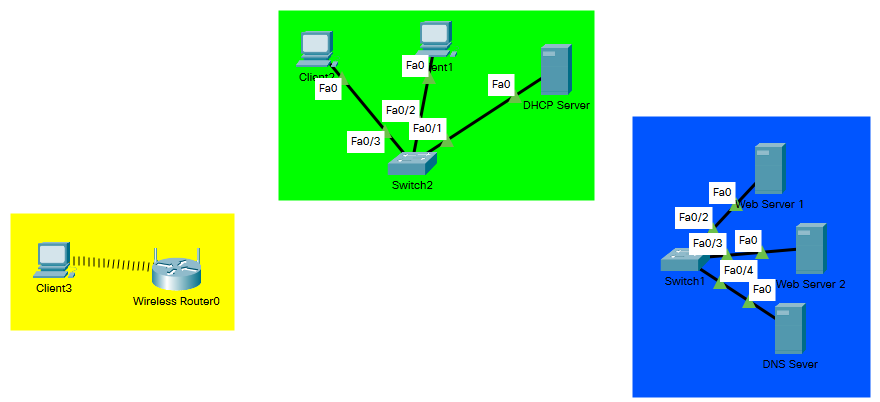 Client2
Fa0
Fa0
ent1
Fa0
DHCP Server
Fa0/2
Fa0/1
Fa0/3
Switch2
Client3
Wireless Router0
Fa0
Web Server 1
Fa0/2
Fa0/3
Fa0
Switch1
Fa0/4
Web Server 2
Fa0
DNS Sever